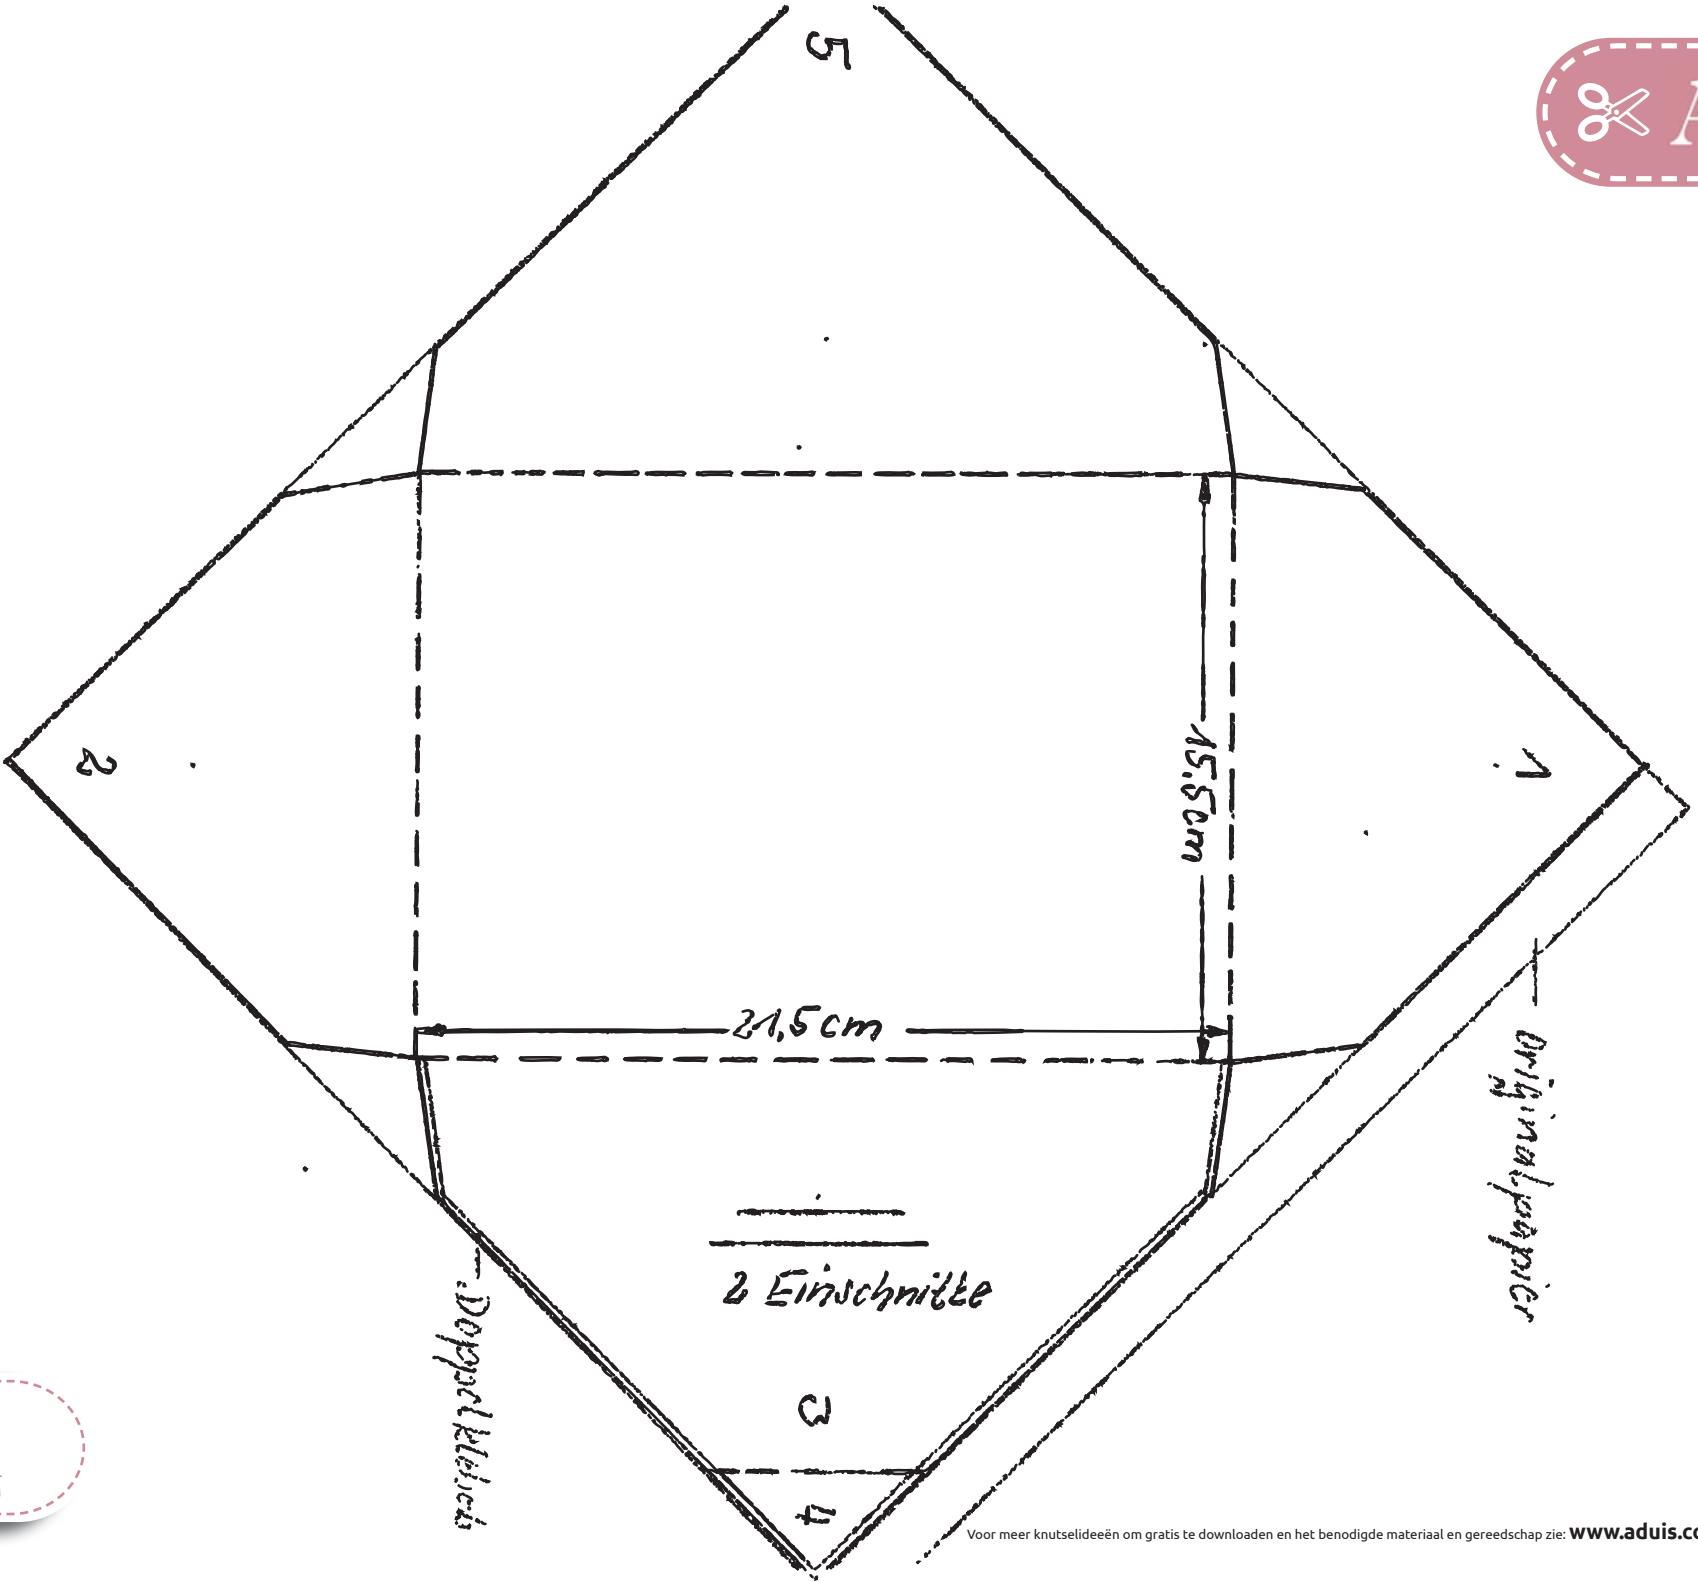 5
A
2
1
15,5cm
21,5cm
Originalpapier
2 Einschnitte
3
4
Voor meer knutselideeën om gratis te downloaden en het benodigde materiaal en gereedschap zie: www.aduis.co